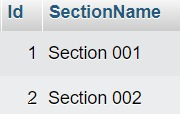 Id SectionName
1 Section 001
2 Section 002